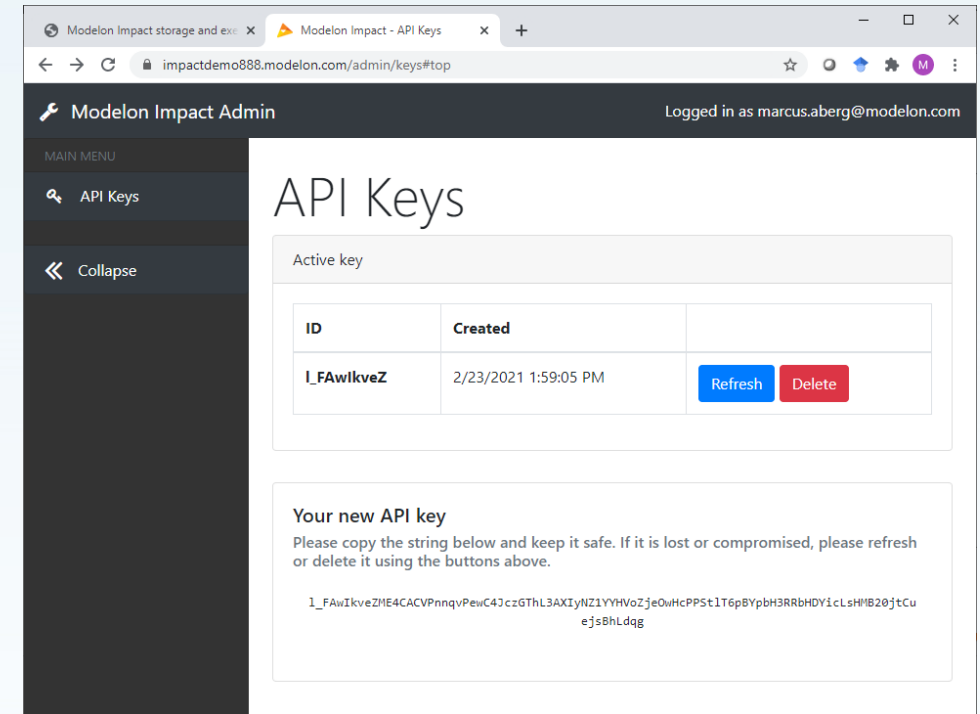 Modelon Impact storage and exe
Modelon Impact - API Keys
impactdemo888.modelon.com/admin/keys#top
M
Modelon Impact Admin
Logged in as marcus.aberg@modelon.com
MAIN MENU
API Keys
Collapse
API Keys
Active key
ID Created
l_FAwIkveZ 2/23/2021 1:59:05 PM Refresh Delete
Your new API key
Please copy the string below and keep it safe. If it is lost or compromised, please refresh
or delete it using the buttons above.
l_FAwIkveZME4CACVPnnqvPewC4JczGThL3AXIyNZ1YYHVoZjeOwHcPPStlT6pBYpbH3RRbHDYicLsHMB20jtCu
ejsBhLdqg